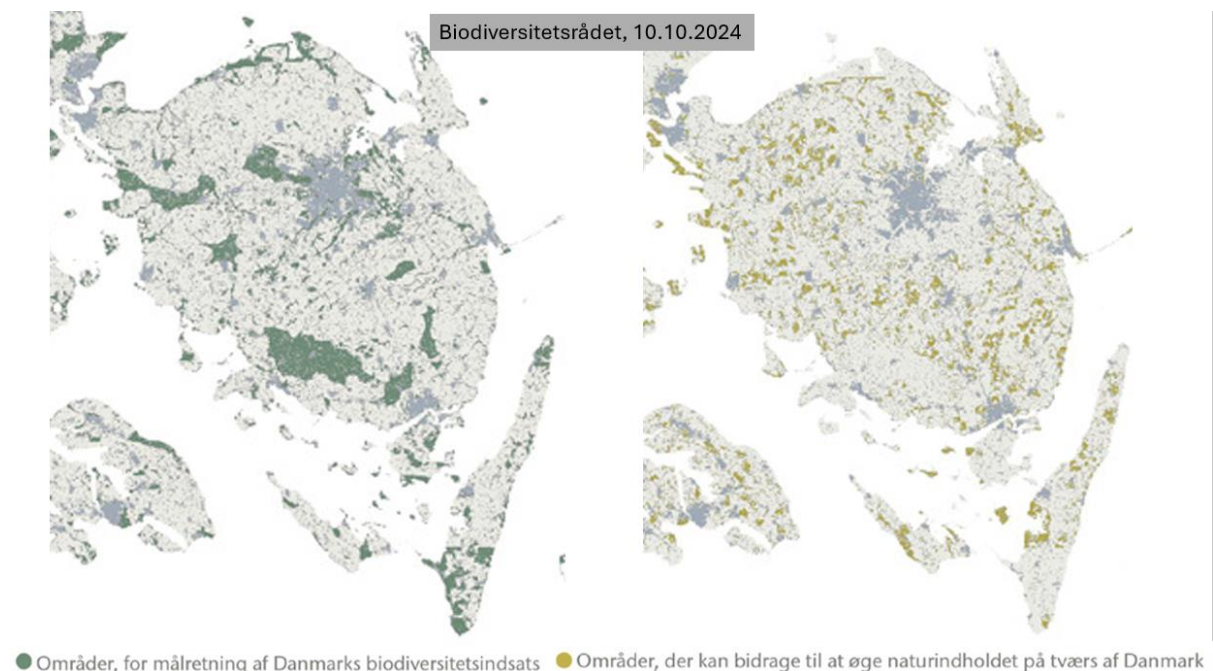 Biodiversitetsrådet, 10.10.2024
Områder, for målretning af Danmarks biodiversitetsindsats
Områder, der kan bidrage til at øge naturindholdet på tværs af Danmark